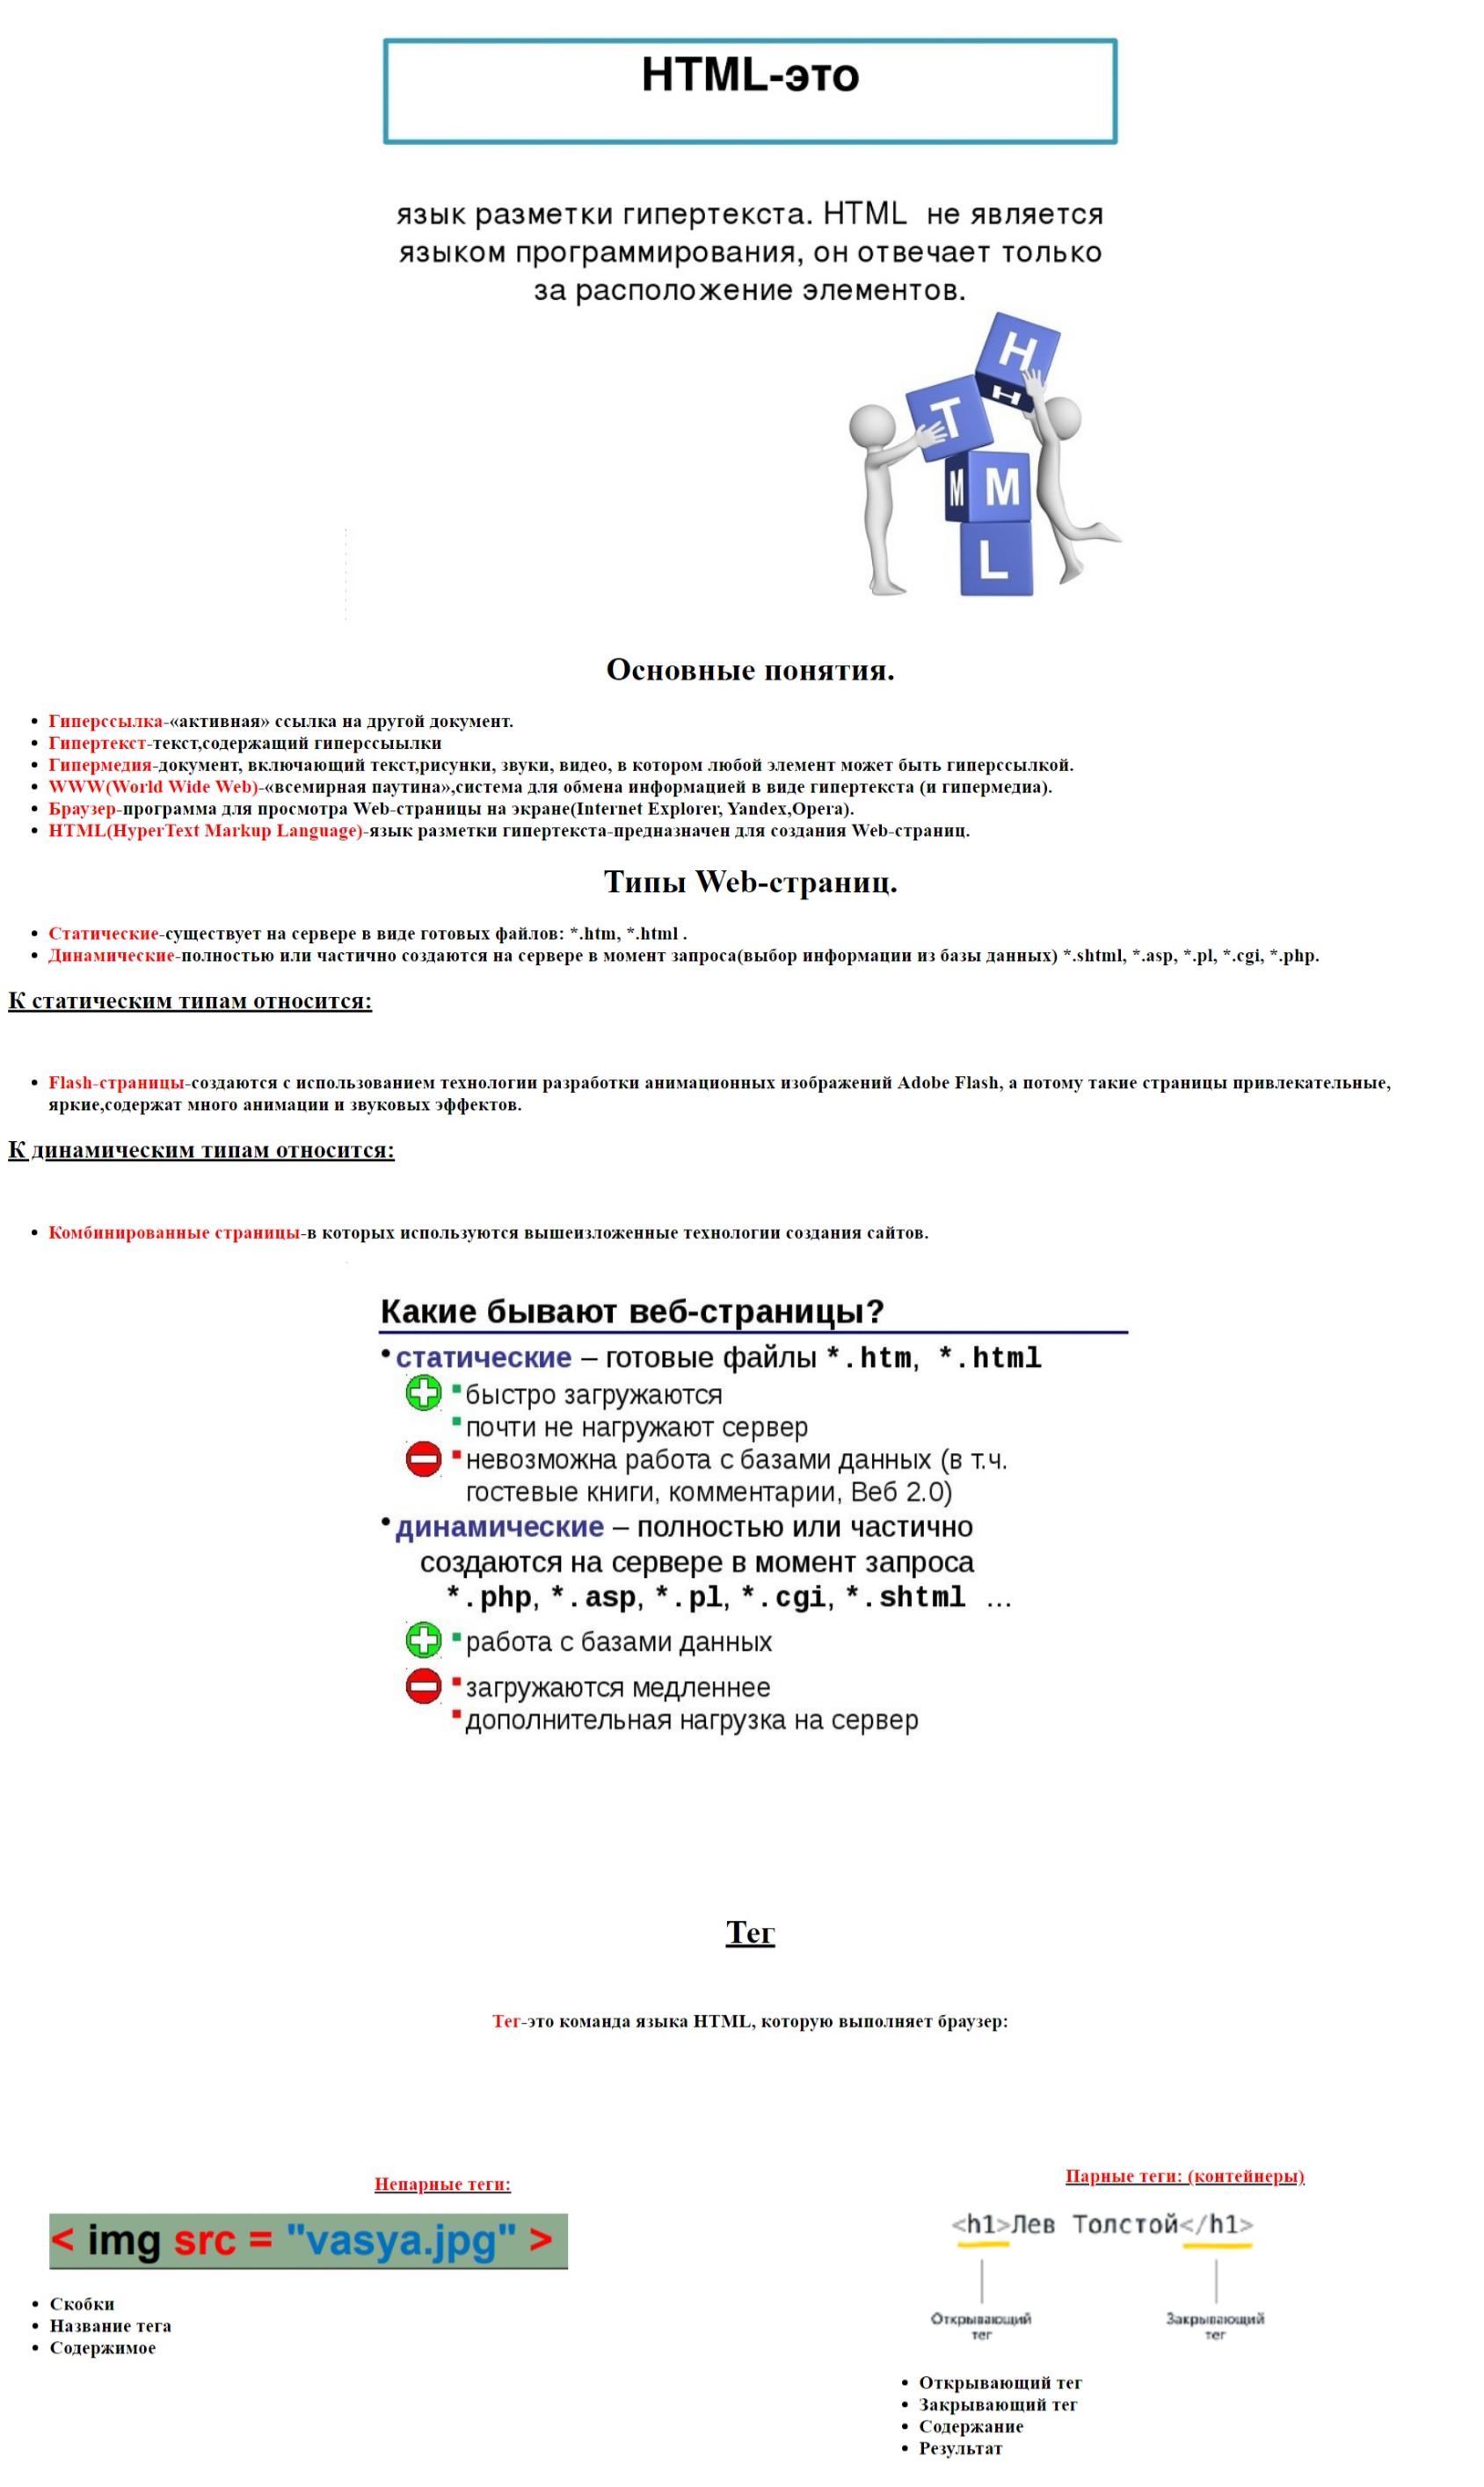 HTML-это
язык разметки гипертекста. HTML не является
языком программирования, он отвечает только
за расположение элементов.
H
H
T
M M
L
Основные понятия.
• Гиперссылка-«активная» ссылка на другой документ.
• Гипертекст-текст,содержащий гиперссыылки
• Гипермедия-документ, включающий текст,рисунки, звуки, видео, в котором любой элемент может быть гиперссылкой.
• WWW(World Wide Web)-«всемирная паутина»,система для обмена информацией в виде гипертекста (и гипермедиа).
• Браузер-программа для просмотра Web-страницы на экране(Internet Explorer, Yandex,Opera).
• HTML(HyperText Markup Language)-язык разметки гипертекста-предназначен для создания Web-страниц.
Типы Web-страниц.
• Статические-существует на сервере в виде готовых файлов: *.htm, *.html .
• Динамические-полностью или частично создаются на сервере в момент запроса(выбор информации из базы данных) *.shtml, *.asp, *.pl, *.cgi, *.php.
К статическим типам относится:
• Flash-страницы-создаются с использованием технологии разработки анимационных изображений Adobe Flash, а потому такие страницы привлекательные,
яркие,содержат много анимации и звуковых эффектов.
К динамическим типам относится:
• Комбинированные страницы-в которых используются вышеизложенные технологии создания сайтов.
Какие бывают веб-страницы?
• статические – готовые файлы *.htm, *.html
быстро загружаются
почти не нагружают сервер
невозможна работа с базами данных (в т.ч.
гостевые книги, комментарии, Веб 2.0)
• динамические – полностью или частично
создаются на сервере в момент запроса
*.php, *.asp, *.pl, *.cgi, *.shtml ...
работа с базами данных
загружаются медленнее
дополнительная нагрузка на сервер
Тег
Тег-это команда языка HTML, которую выполняет браузер:
Непарные теги:
< img src = "vasya.jpg" >
• Скобки
• Название тега
• Содержимое
Парные теги: (контейнеры)
<h1>Лев Толстой</h1>
Открывающий
тег
Закрывающий
тег
• Открывающий тег
• Закрывающий тег
• Содержание
• Результат